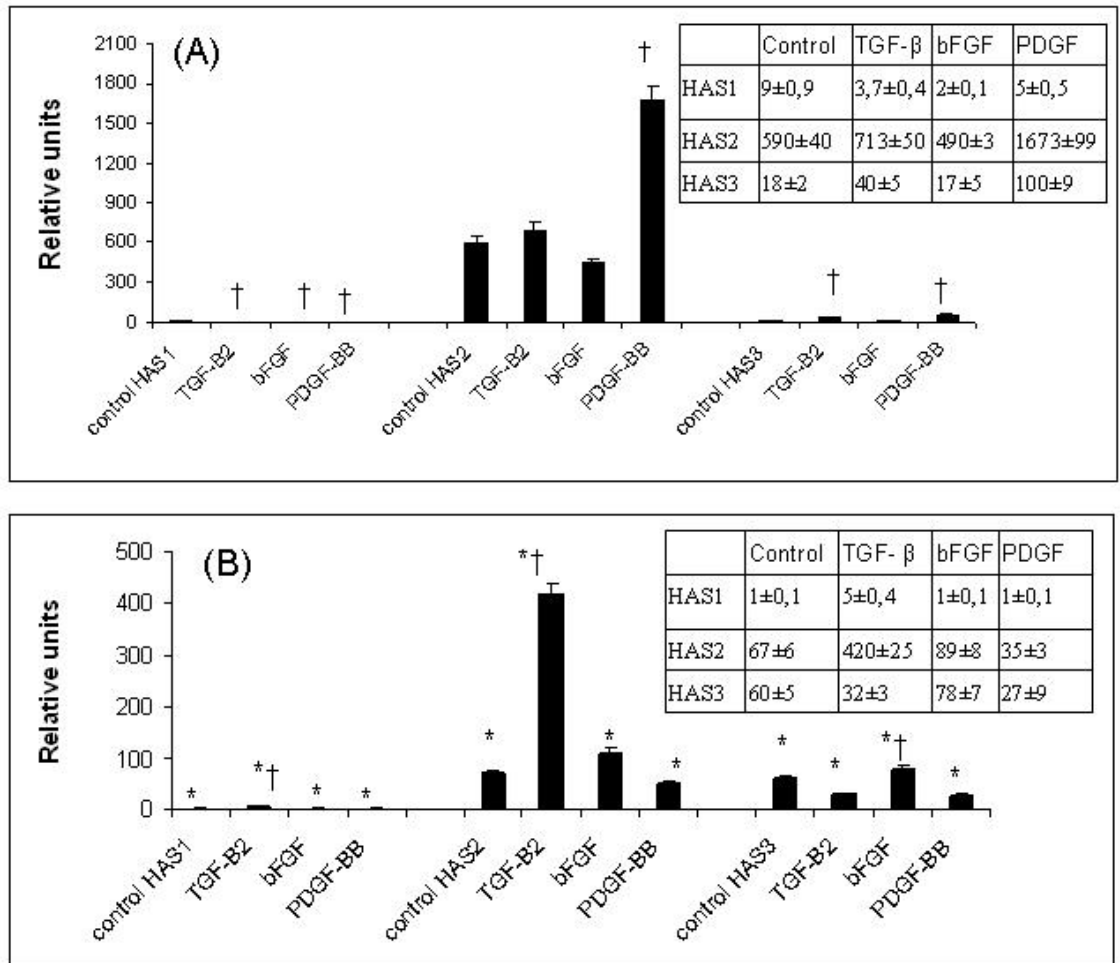 (A)
Relative units
2100
1800
1500
1200
900
600
300
0
† † † † † †
control HAS1 TGF-B2 bFGF PDGF-BB control HAS2 TGF-B2 bFGF PDGF-BB control HAS3 TGF-B2 bFGF PDGF-BB
Control TGF-β bFGF PDGF
HAS1 9±0,9 3,7±0,4 2±0,1 5±0,5
HAS2 590±40 713±50 490±3 1673±99
HAS3 18±2 40±5 17±5 100±9
(B)
Relative units
500
400
300
200
100
0
* *† * * * *† * * * * *† *
control HAS1 TGF-B2 bFGF PDGF-BB control HAS2 TGF-B2 bFGF PDGF-BB control HAS3 TGF-B2 bFGF PDGF-BB
Control TGF- β bFGF PDGF
HAS1 1±0,1 5±0,4 1±0,1 1±0,1
HAS2 67±6 420±25 89±8 35±3
HAS3 60±5 32±3 78±7 27±9